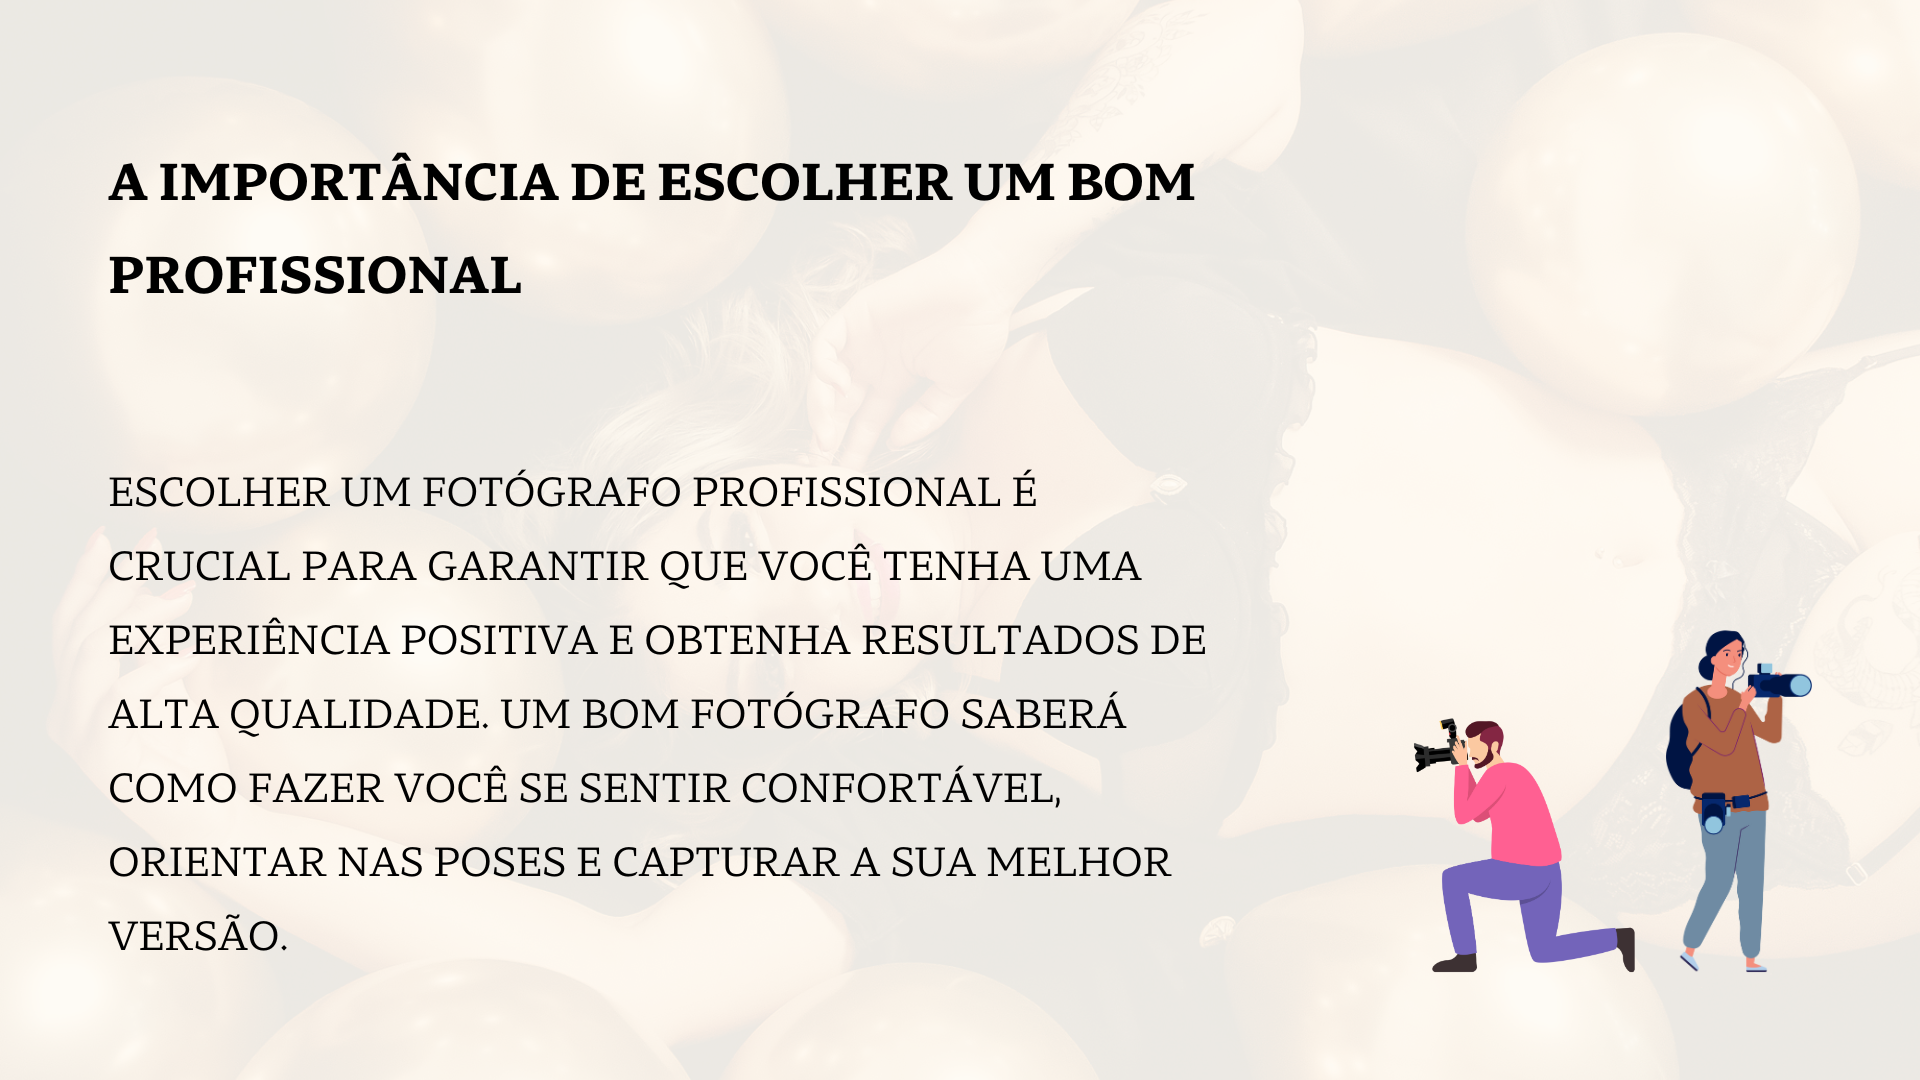 A IMPORTÂNCIA DE ESCOLHER UM BOM
PROFISSIONAL
ESCOLHER UM FOTÓGRAFO PROFISSIONAL É
CRUCIAL PARA GARANTIR QUE VOCÊ TENHA UMA
EXPERIÊNCIA POSITIVA E OBTENHA RESULTADOS DE
ALTA QUALIDADE. UM BOM FOTÓGRAFO SABERÁ
COMO FAZER VOCÊ SE SENTIR CONFORTÁVEL,
ORIENTAR NAS POSES E CAPTURAR A SUA MELHOR
VERSÃO.